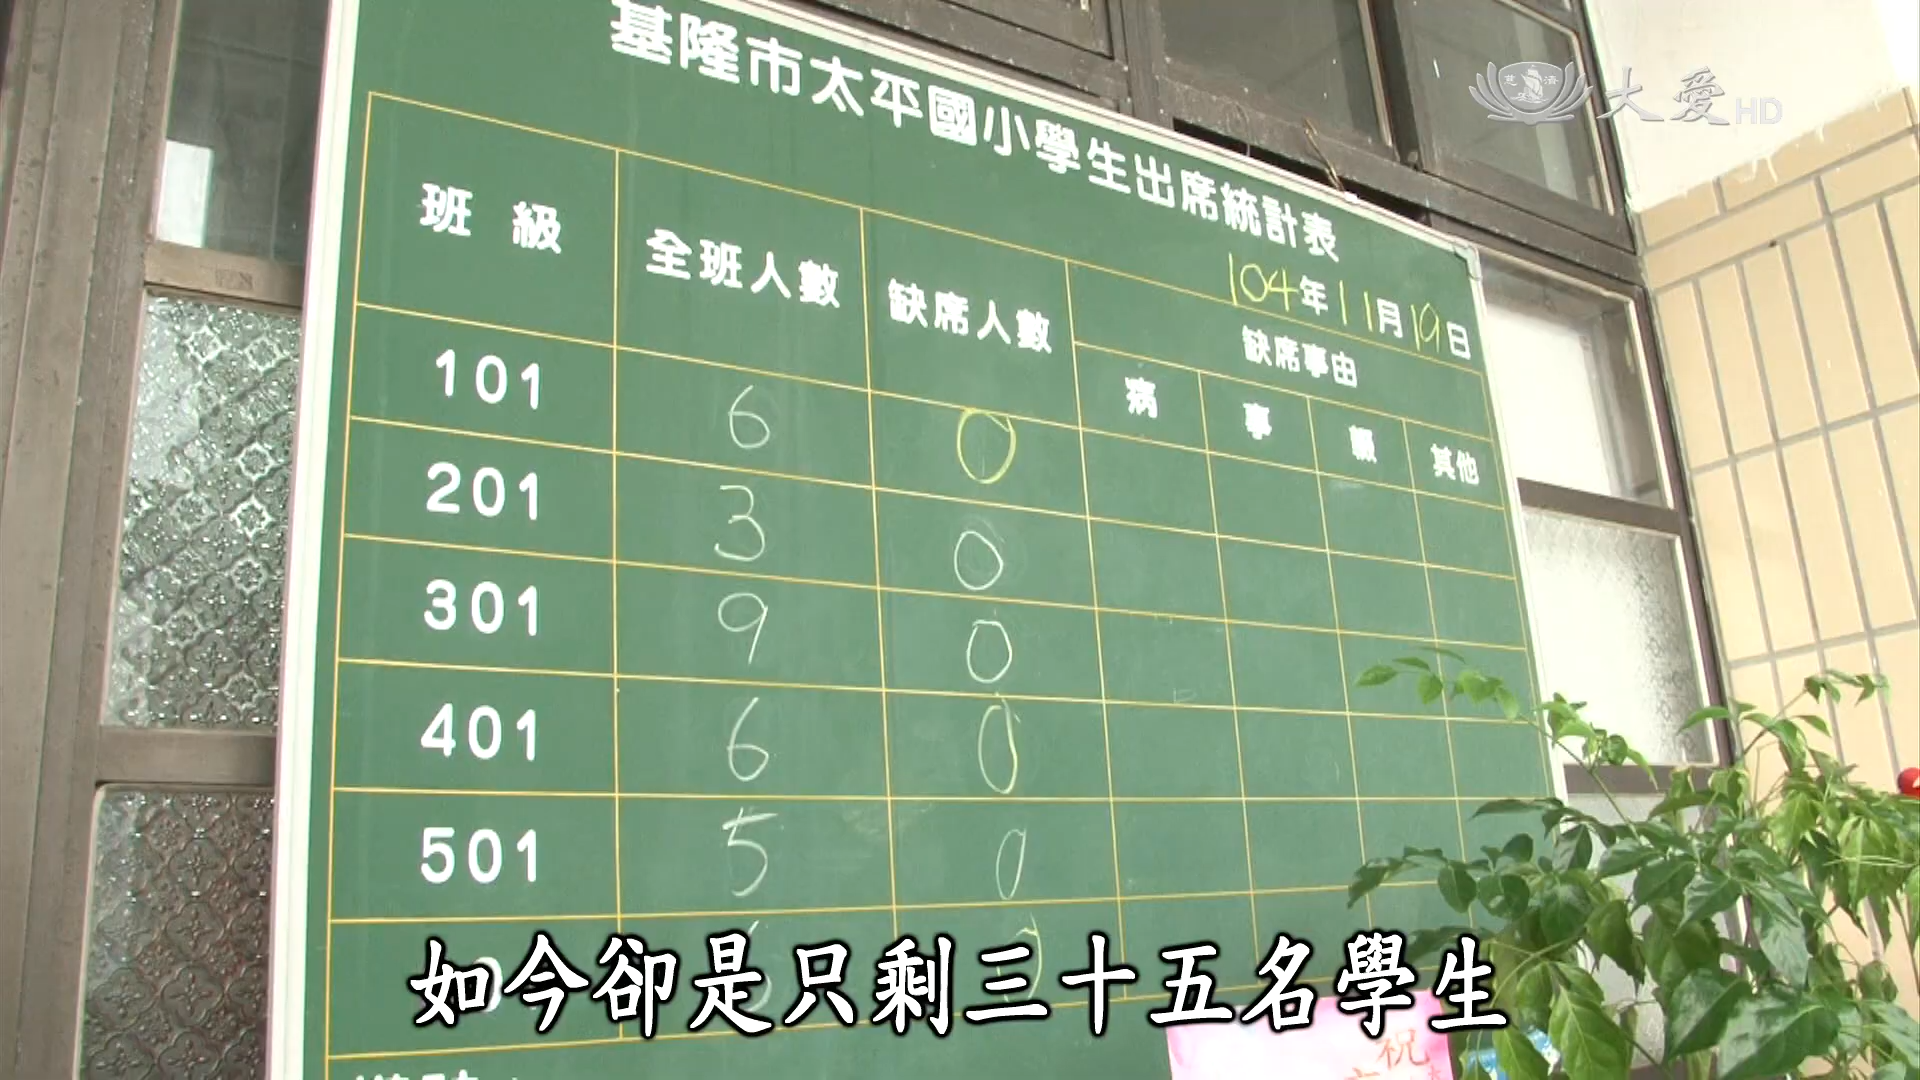 大愛HD
基隆市太平國小學生出席統計表
104年11月19日
班級 全班人數 缺席人數 缺席事由
病 事 喪 其他
101 6 0
201 3 0
301 9 0
401 6 0
501 5 0
如今卻是只剩三十五名學生
祝